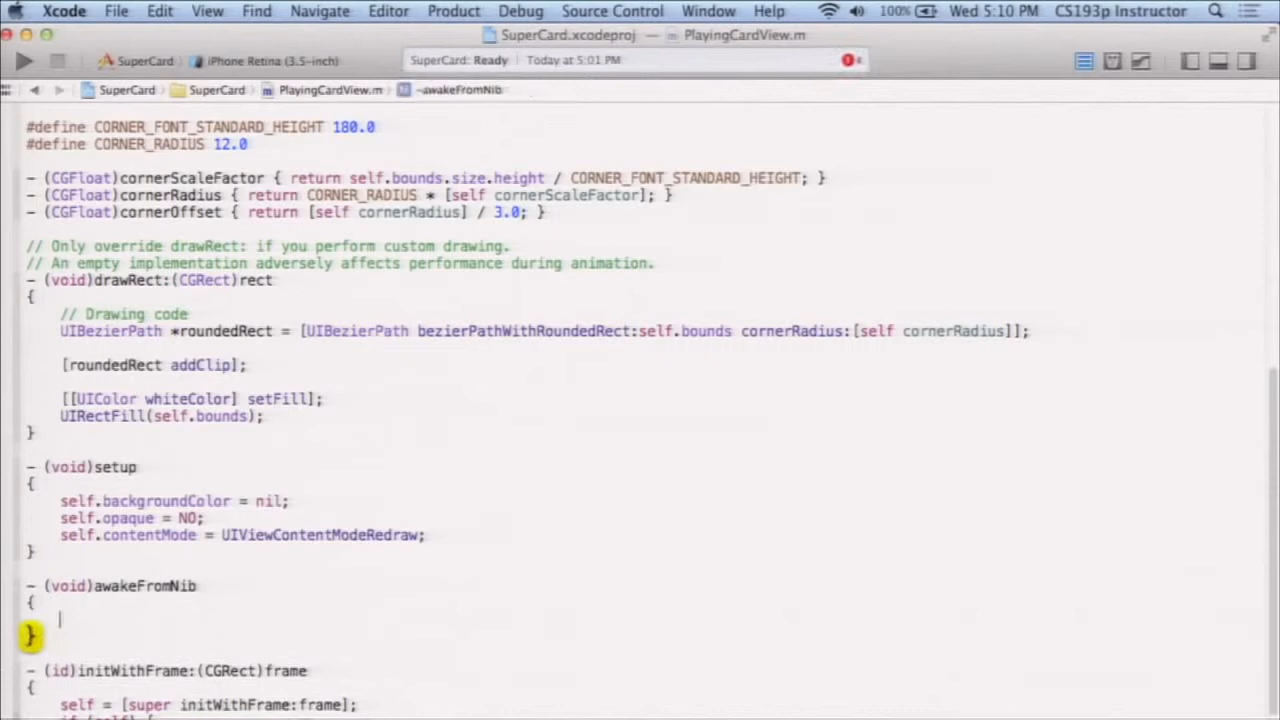 Xcode File Edit View Find Navigate Editor Product Debug Source Control Window Help 100% Wed 5:10 PM CS193p Instructor
SuperCard.xcodeproj — PlayingCardView.m
SuperCard iPhone Retina (3.5-inch) SuperCard: Ready Today at 5:01 PM
SuperCard SuperCard PlayingCardView.m -awakeFromNib
#define CORNER_FONT_STANDARD_HEIGHT 180.0
#define CORNER_RADIUS 12.0
- (CGFloat)cornerScaleFactor { return self.bounds.size.height / CORNER_FONT_STANDARD_HEIGHT; }
- (CGFloat)cornerRadius { return CORNER_RADIUS * [self cornerScaleFactor]; }
- (CGFloat)cornerOffset { return [self cornerRadius] / 3.0; }
// Only override drawRect: if you perform custom drawing.
// An empty implementation adversely affects performance during animation.
- (void)drawRect:(CGRect)rect
{
// Drawing code
UIBezierPath *roundedRect = [UIBezierPath bezierPathWithRoundedRect:self.bounds cornerRadius:[self cornerRadius]];
[roundedRect addClip];
[[UIColor whiteColor] setFill];
UIRectFill(self.bounds);
}
- (void)setup
{
self.backgroundColor = nil;
self.opaque = NO;
self.contentMode = UIViewContentModeRedraw;
}
- (void)awakeFromNib
{
}
- (id)initWithFrame:(CGRect)frame
{
self = [super initWithFrame:frame];
if (self) {